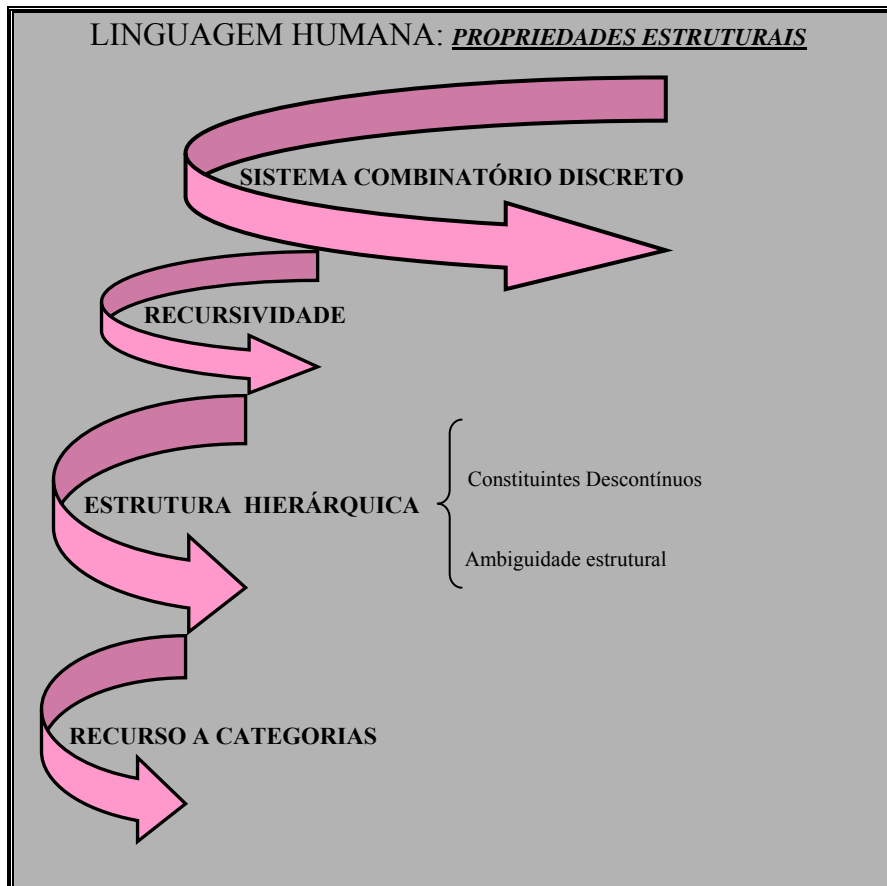 LINGUAGEM HUMANA: PROPRIEDADES ESTRUTURAIS
SISTEMA COMBINATÓRIO DISCRETO
RECURSIVIDADE
Constituintes Descontínuos
ESTRUTURA HIERÁRQUICA
Ambiguidade estrutural
RECURSO A CATEGORIAS